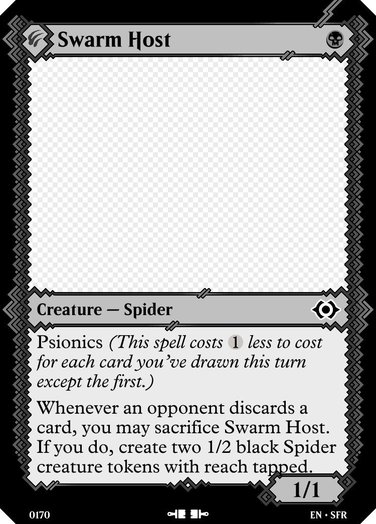 Swarm Host
Creature — Spider
Psionics (This spell costs 1 less to cost
for each card you've drawn this turn
except the first.)
Whenever an opponent discards a
card, you may sacrifice Swarm Host.
If you do, create two 1/2 black Spider
creature tokens with reach tapped.
1/1
0170
EN • SFR